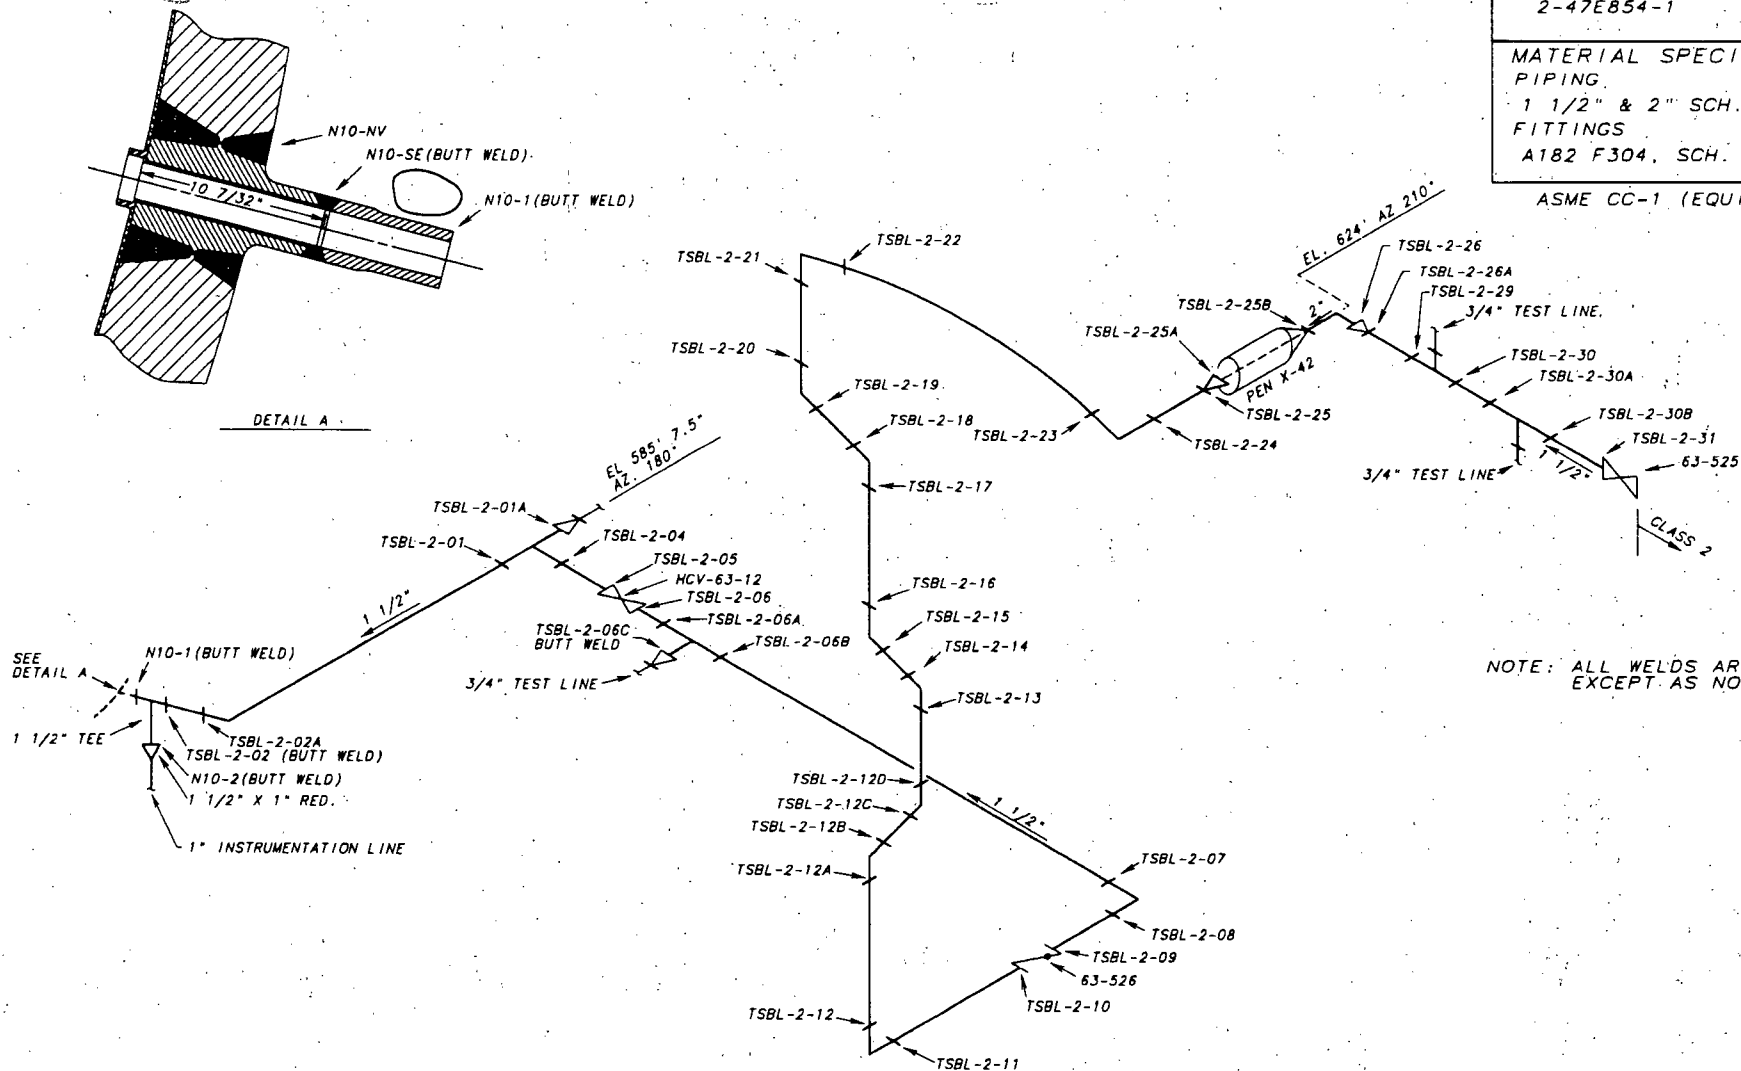 2-47E854-1
MATERIAL SPECI
PIPING
1 1/2" & 2" SCH.
FITTINGS
A182 F304, SCH.
ASME CC-1 (EQUI
N10-NV
N10-SE(BUTT WELD)
N10-1(BUTT WELD)
10 7/32"
DETAIL A
EL. 624' AZ 210°
TSBL-2-22
TSBL-2-21
TSBL-2-26
TSBL-2-26A
TSBL-2-29
3/4" TEST LINE.
TSBL-2-25B
2"
TSBL-2-25A
PEN X-42
TSBL-2-20
TSBL-2-30
TSBL-2-30A
TSBL-2-19
TSBL-2-25
TSBL-2-30B
TSBL-2-18
TSBL-2-23
TSBL-2-24
TSBL-2-31
63-525
1 1/2"
3/4" TEST LINE
CLASS 2
EL 585' 7.5"
AZ. 180°
TSBL-2-17
TSBL-2-01A
TSBL-2-01
TSBL-2-04
TSBL-2-05
HCV-63-12
TSBL-2-06
TSBL-2-06A
TSBL-2-06C
BUTT WELD
TSBL-2-06B
3/4" TEST LINE
1 1/2"
TSBL-2-16
TSBL-2-15
TSBL-2-14
TSBL-2-13
SEE
DETAIL A
N10-1(BUTT WELD)
1 1/2" TEE
TSBL-2-02A
TSBL-2-02 (BUTT WELD)
N10-2(BUTT WELD)
1 1/2" X 1" RED.
1" INSTRUMENTATION LINE
NOTE: ALL WELDS AR
EXCEPT AS NO
TSBL-2-12D
TSBL-2-12C
TSBL-2-12B
TSBL-2-12A
1 1/2"
TSBL-2-07
TSBL-2-08
TSBL-2-09
63-526
TSBL-2-10
TSBL-2-12
TSBL-2-11